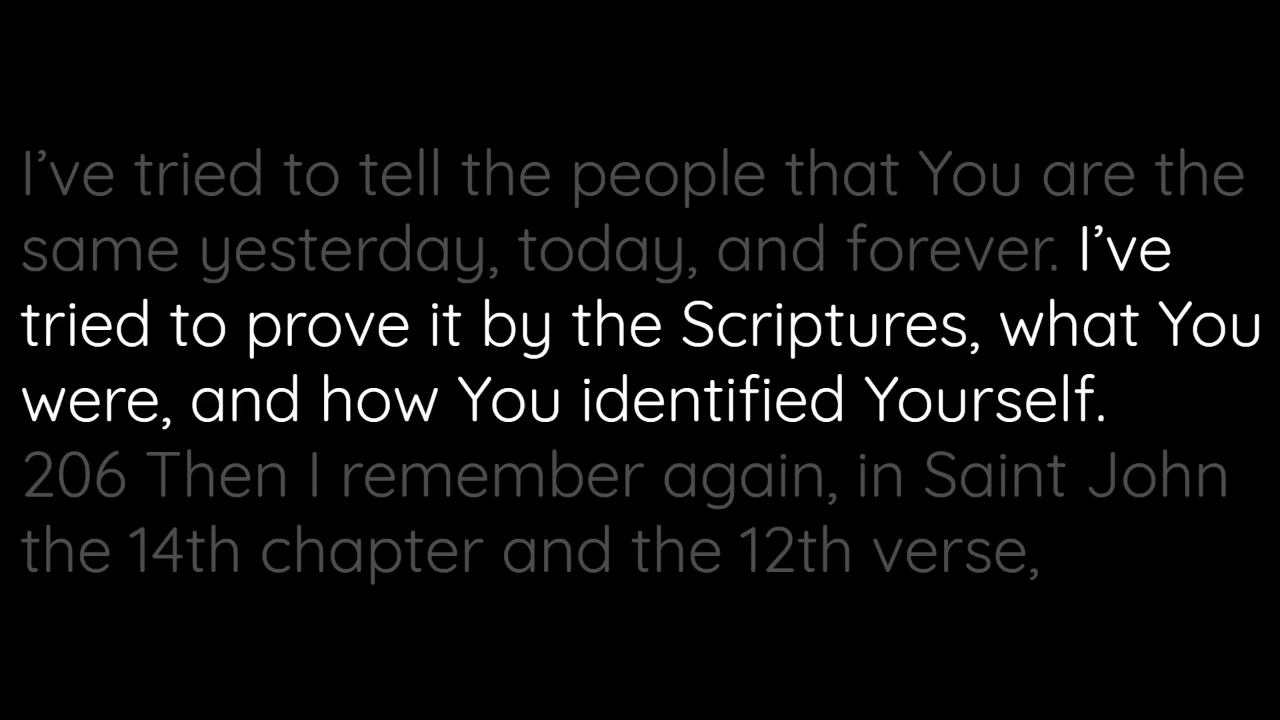 I’ve tried to tell the people that You are the
same yesterday, today, and forever. I’ve
tried to prove it by the Scriptures, what You
were, and how You identified Yourself.
206 Then I remember again, in Saint John
the 14th chapter and the 12th verse,